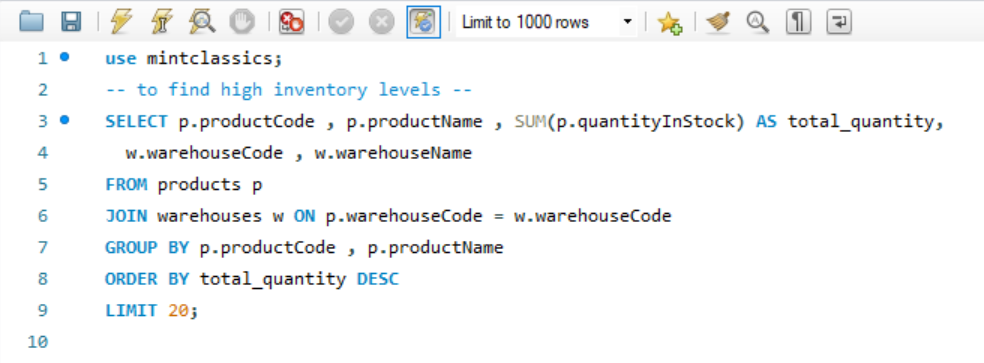 Limit to 1000 rows
1 use mintclassics;
2 -- to find high inventory levels --
3 SELECT p.productCode , p.productName , SUM(p.quantityInStock) AS total_quantity,
4 w.warehouseCode , w.warehouseName
5 FROM products p
6 JOIN warehouses w ON p.warehouseCode = w.warehouseCode
7 GROUP BY p.productCode , p.productName
8 ORDER BY total_quantity DESC
9 LIMIT 20;
10